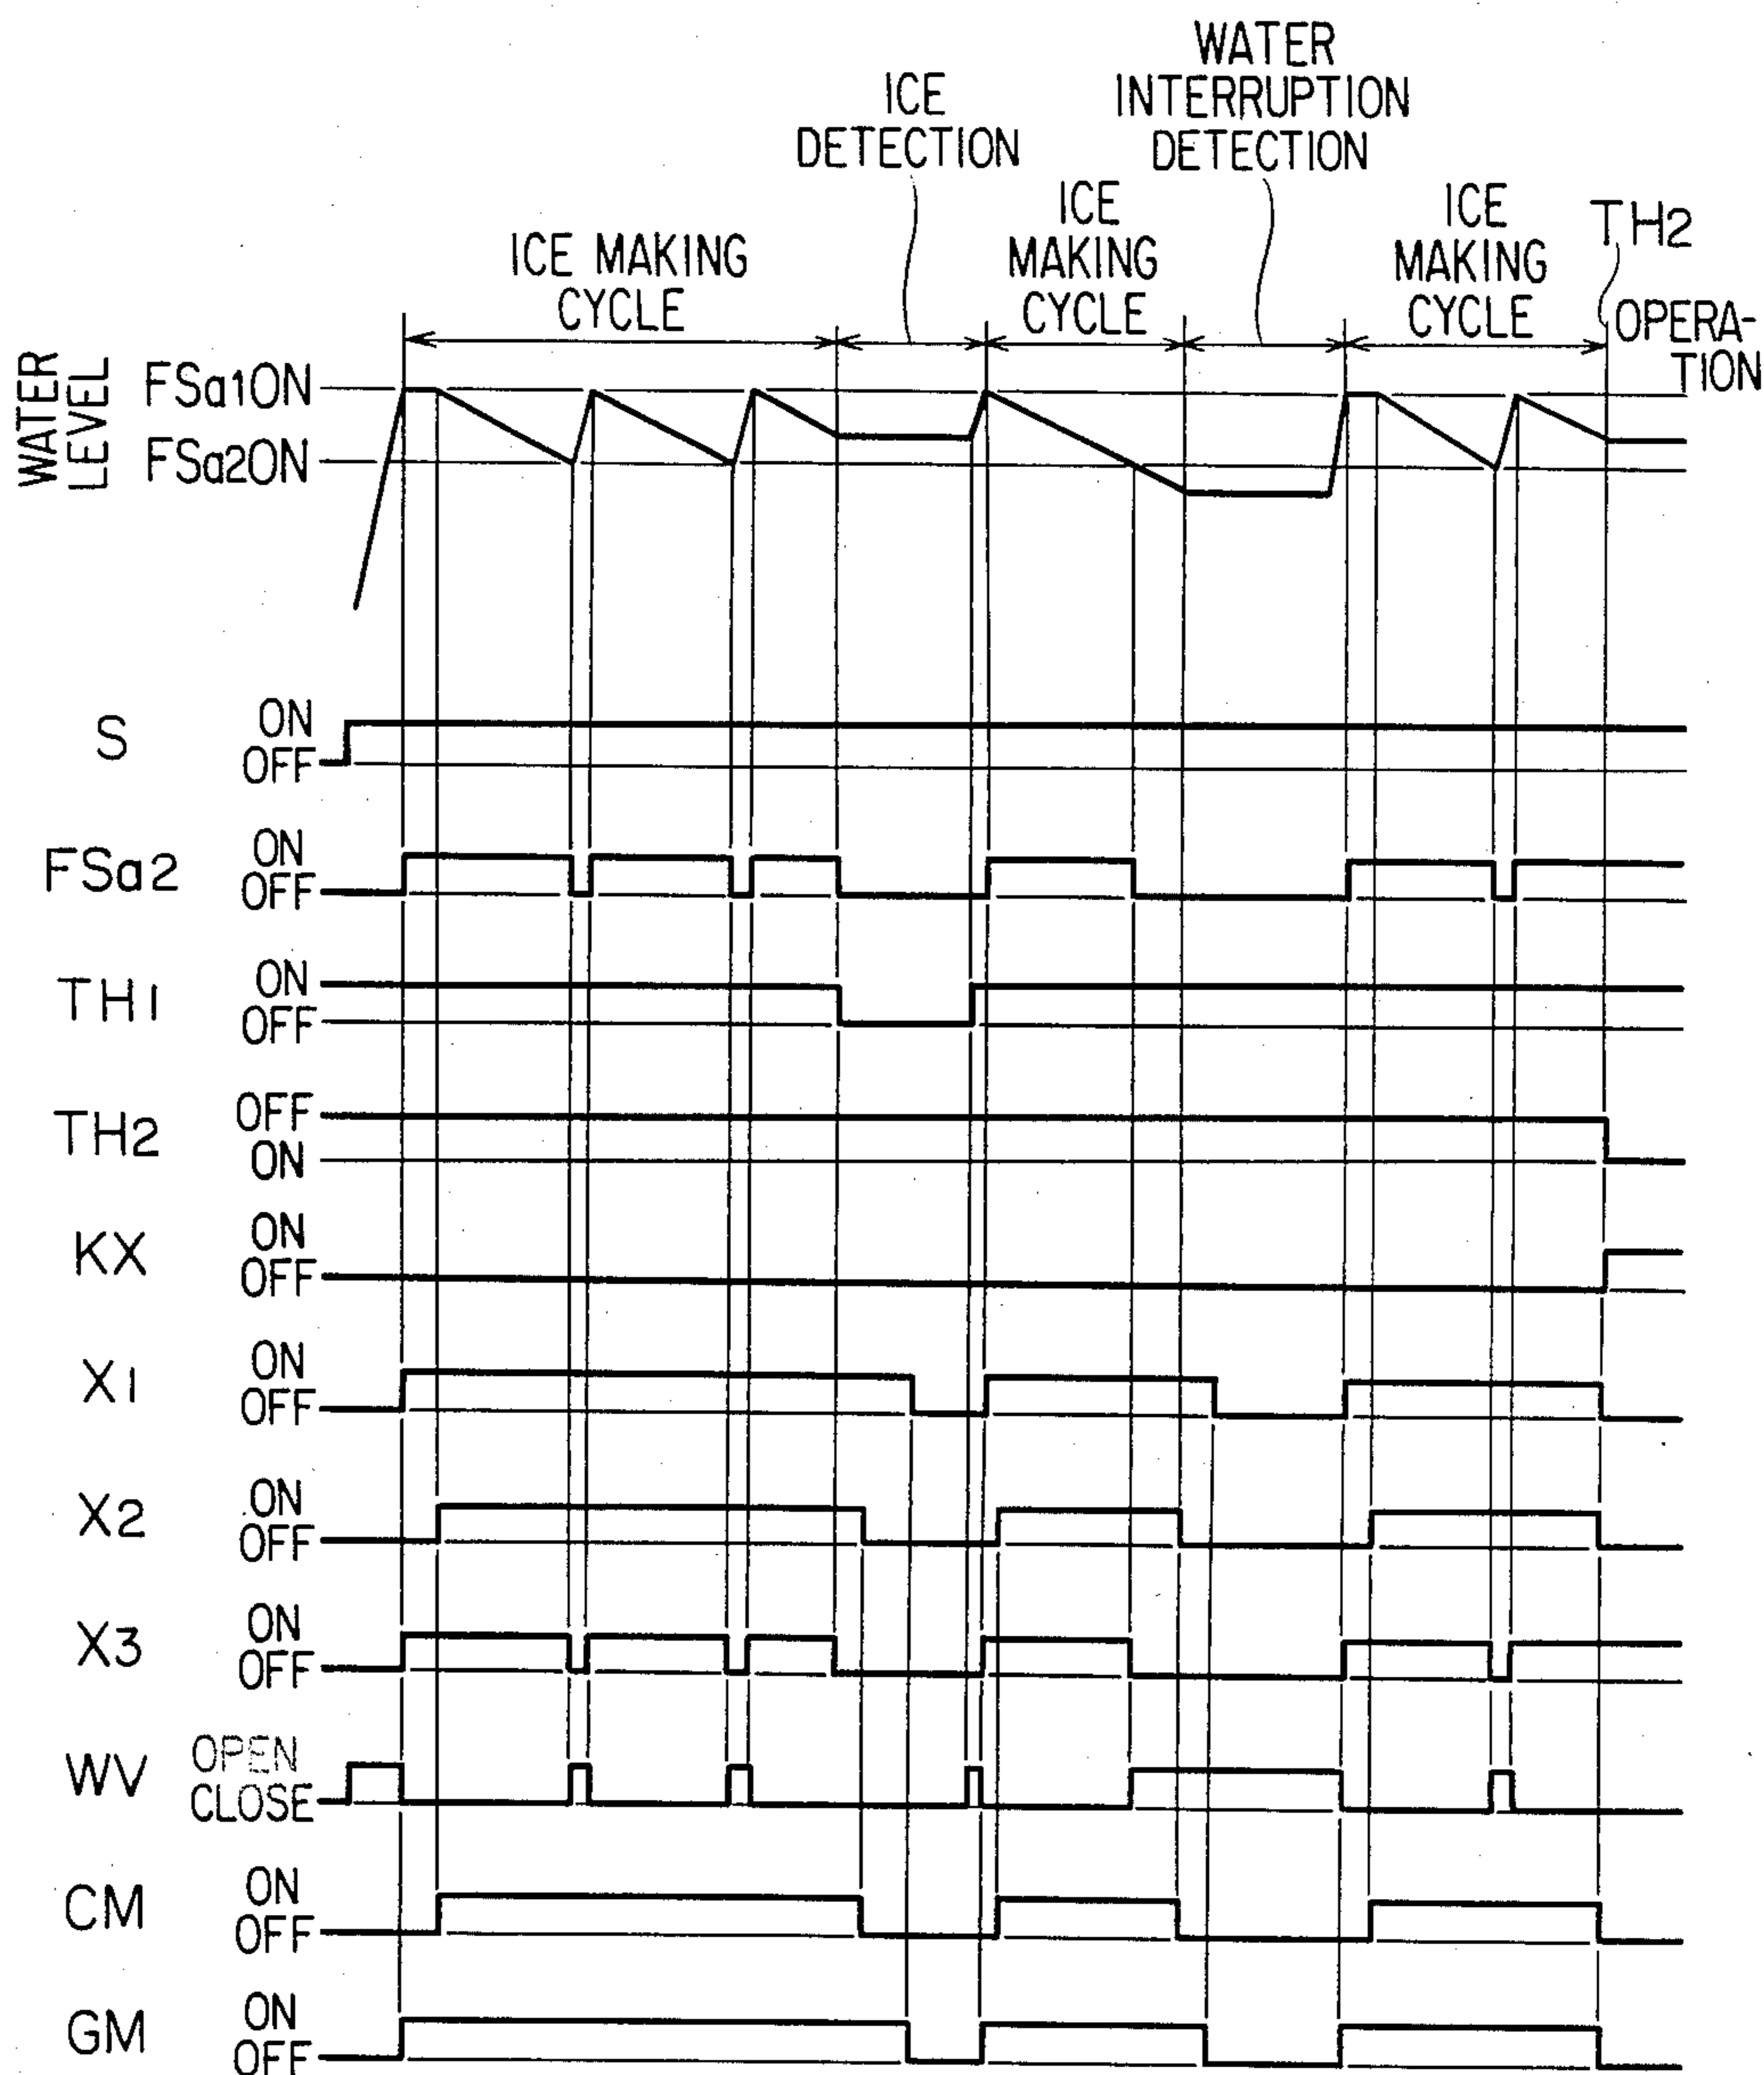 WATER
INTERRUPTION
DETECTION
ICE
DETECTION
ICE
MAKING
CYCLE
ICE
MAKING
CYCLE
TH2
OPERA-
TION
ICE MAKING
CYCLE
WATER
LEVEL
FSa1ON
FSa2ON
S
ON
OFF
FSa2
ON
OFF
TH1
ON
OFF
TH2
OFF
ON
KX
ON
OFF
X1
ON
OFF
X2
ON
OFF
X3
ON
OFF
WV
OPEN
CLOSE
CM
ON
OFF
GM
ON
OFF